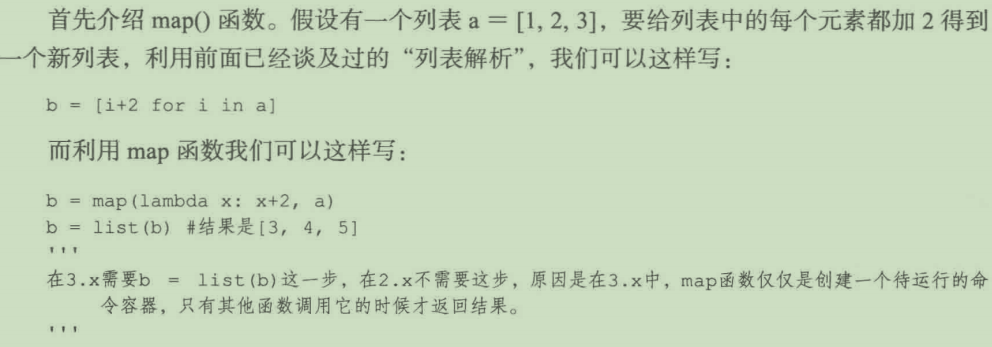 首先介绍 map() 函数。假设有一个列表 a = [1, 2, 3]，要给列表中的每个元素都加 2 得到
一个新列表，利用前面已经谈及过的“列表解析”，我们可以这样写：
b = [i+2 for i in a]
而利用 map 函数我们可以这样写：
b = map(lambda x: x+2, a)
b = list(b) #结果是[3, 4, 5]
'''
在3.x需要b = list(b)这一步，在2.x不需要这步，原因是在3.x中，map函数仅仅是创建一个待运行的命
令容器，只有其他函数调用它的时候才返回结果。
'''